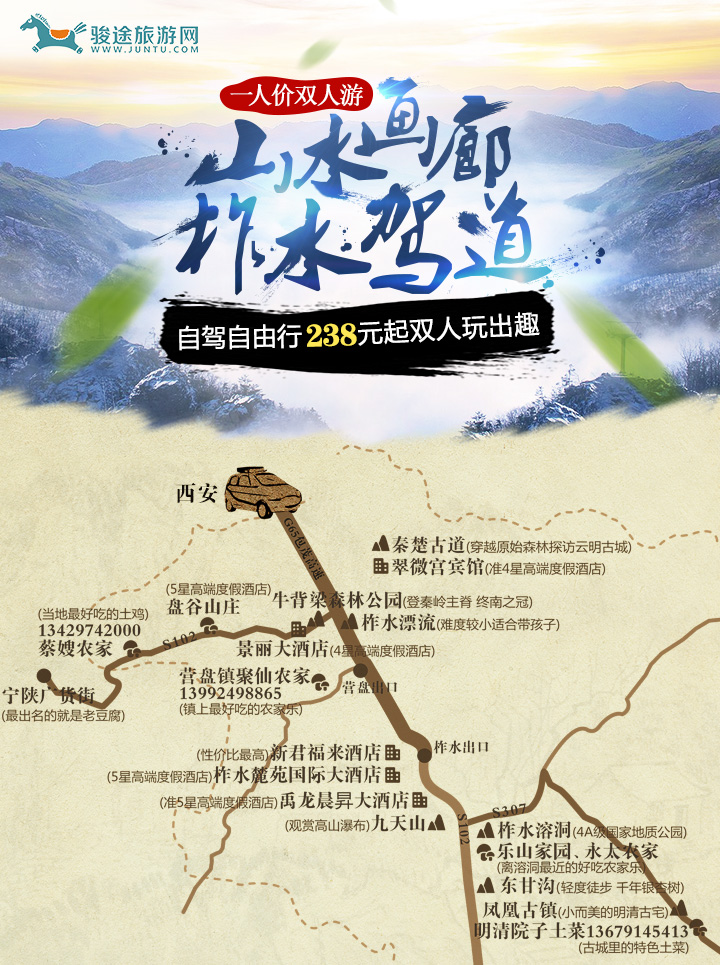 骏途旅游网
WWW.JUNTU.COM
一人价双人游
山水画廊
柞水驾道
自驾自由行238元起双人玩出趣
西安
G65包茂高速
秦楚古道(穿越原始森林探访云明古城)
翠微宫宾馆(准4星高端度假酒店)
(5星高端度假酒店)
盘谷山庄
牛背梁森林公园(登秦岭主脊 终南之冠)
(当地最好吃的土鸡)
13429742000
蔡嫂农家
S102
柞水漂流(难度较小适合带孩子)
景丽大酒店(4星高端度假酒店)
营盘镇聚仙农家
13992498865
(镇上最好吃的农家乐)
营盘出口
宁陕广货街
(最出名的就是老豆腐)
柞水出口
(性价比最高)新君福来酒店
(5星高端度假酒店)柞水麓苑国际大酒店
(准5星高端度假酒店)禹龙晨昇大酒店
(观赏高山瀑布)九天山
S102
S307
柞水溶洞(4A级国家地质公园)
乐山家园、永太农家
(离溶洞最近的好吃农家乐)
东甘沟(轻度徒步 千年银杏树)
凤凰古镇(小而美的明清古宅)
明清院子土菜13679145413
(古城里的特色土菜)